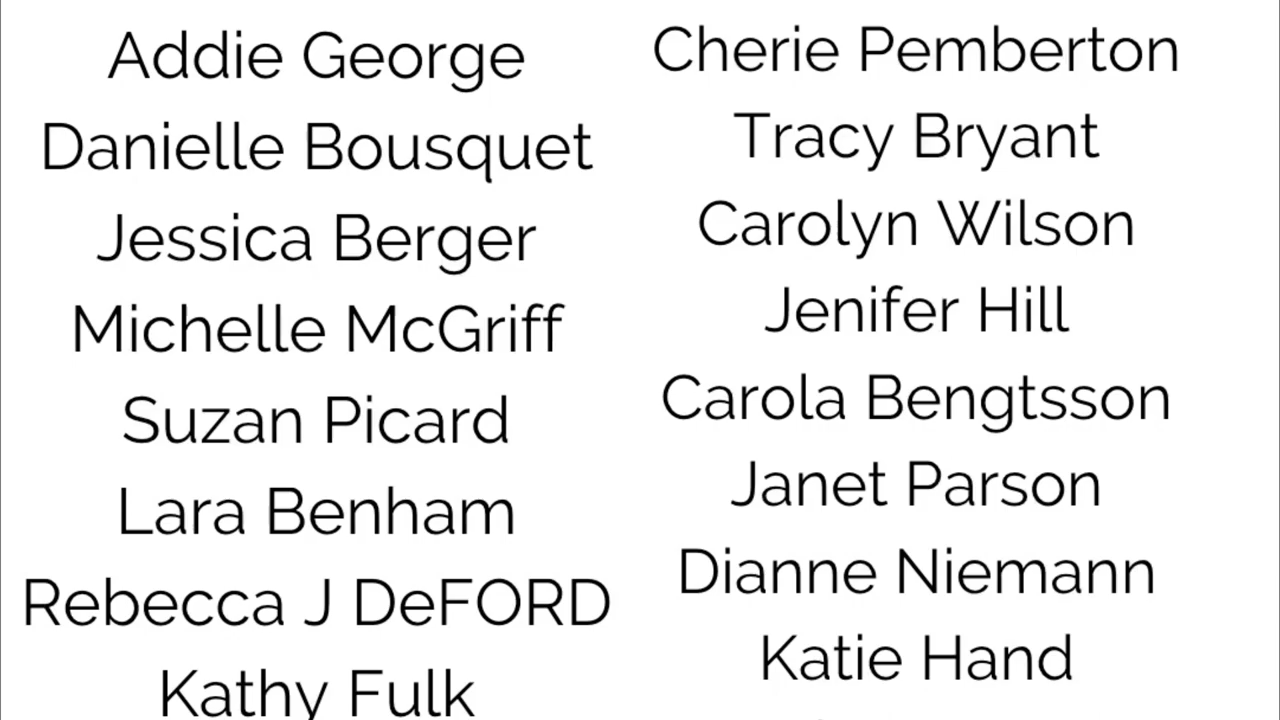 Addie George
Danielle Bousquet
Jessica Berger
Michelle McGriff
Suzan Picard
Lara Benham
Rebecca J DeFORD
Kathy Fulk
Cherie Pemberton
Tracy Bryant
Carolyn Wilson
Jenifer Hill
Carola Bengtsson
Janet Parson
Dianne Niemann
Katie Hand